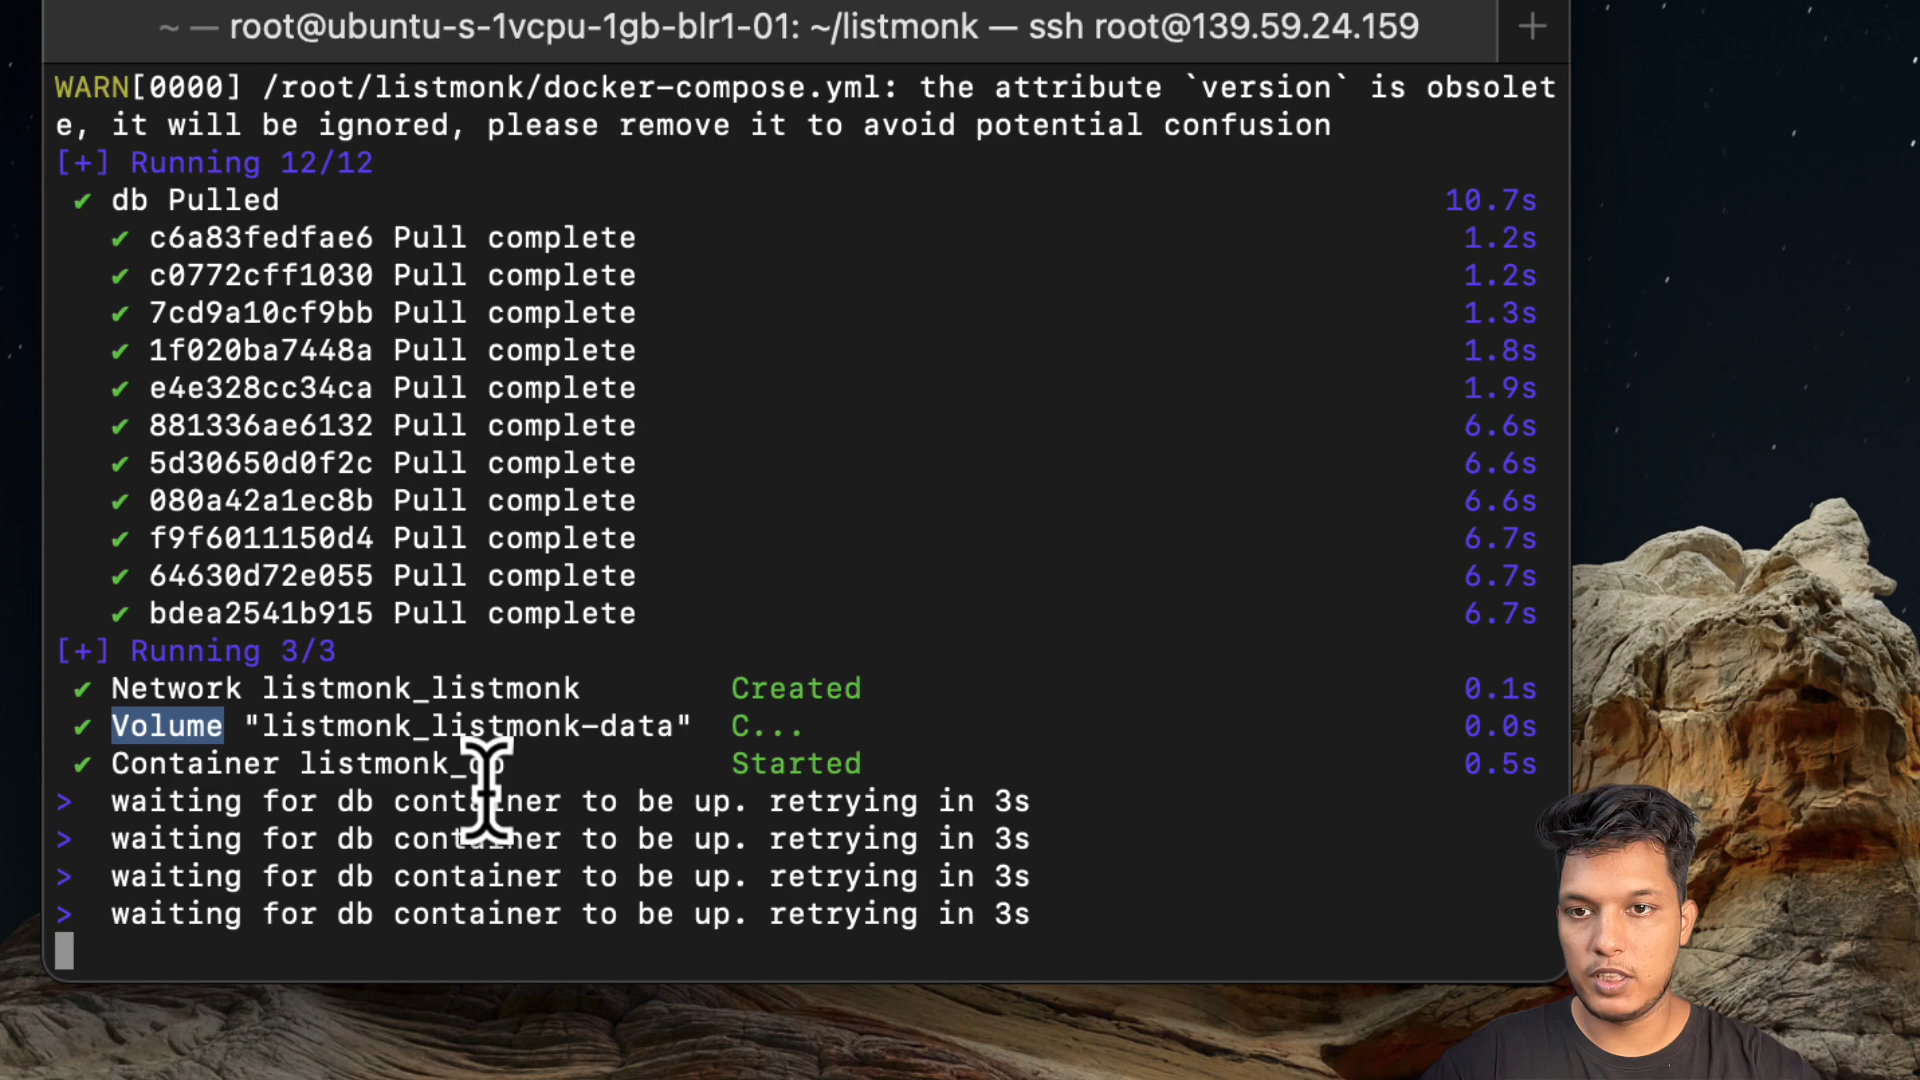 ~ — root@ubuntu-s-1vcpu-1gb-blr1-01: ~/listmonk — ssh root@139.59.24.159
WARN[0000] /root/listmonk/docker-compose.yml: the attribute `version` is obsolet
e, it will be ignored, please remove it to avoid potential confusion
[+] Running 12/12
✔ db Pulled 10.7s
✔ c6a83fedfae6 Pull complete 1.2s
✔ c0772cff1030 Pull complete 1.2s
✔ 7cd9a10cf9bb Pull complete 1.3s
✔ 1f020ba7448a Pull complete 1.8s
✔ e4e328cc34ca Pull complete 1.9s
✔ 881336ae6132 Pull complete 6.6s
✔ 5d30650d0f2c Pull complete 6.6s
✔ 080a42a1ec8b Pull complete 6.6s
✔ f9f6011150d4 Pull complete 6.7s
✔ 64630d72e055 Pull complete 6.7s
✔ bdea2541b915 Pull complete 6.7s
[+] Running 3/3
✔ Network listmonk_listmonk Created 0.1s
✔ Volume "listmonk_listmonk-data" C... 0.0s
✔ Container Started 0.5s
> waiting for db container to be up. retrying in 3s
> waiting for db container to be up. retrying in 3s
> waiting for db container to be up. retrying in 3s
> waiting for db container to be up. retrying in 3s